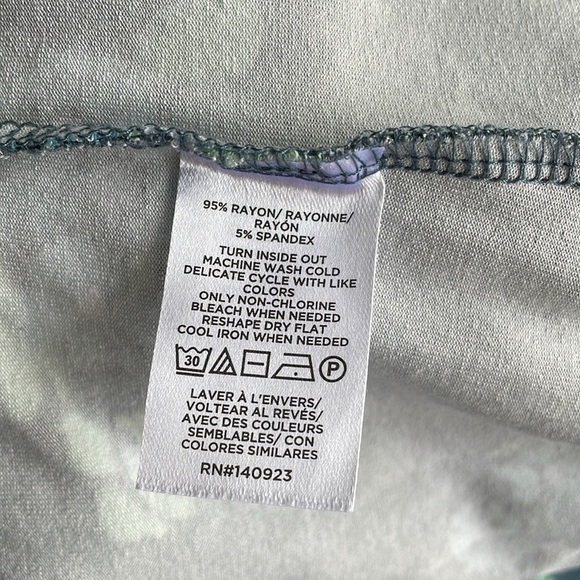 95% RAYON/ RAYONNE/
RAYÓN
5% SPANDEX
TURN INSIDE OUT
MACHINE WASH COLD
DELICATE CYCLE WITH LIKE
COLORS
ONLY NON-CHLORINE
BLEACH WHEN NEEDED
RESHAPE DRY FLAT
COOL IRON WHEN NEEDED
30 P
LAVER À L'ENVERS/
VOLTEAR AL REVÉS/
AVEC DES COULEURS
SEMBLABLES/ CON
COLORES SIMILARES
RN#140923